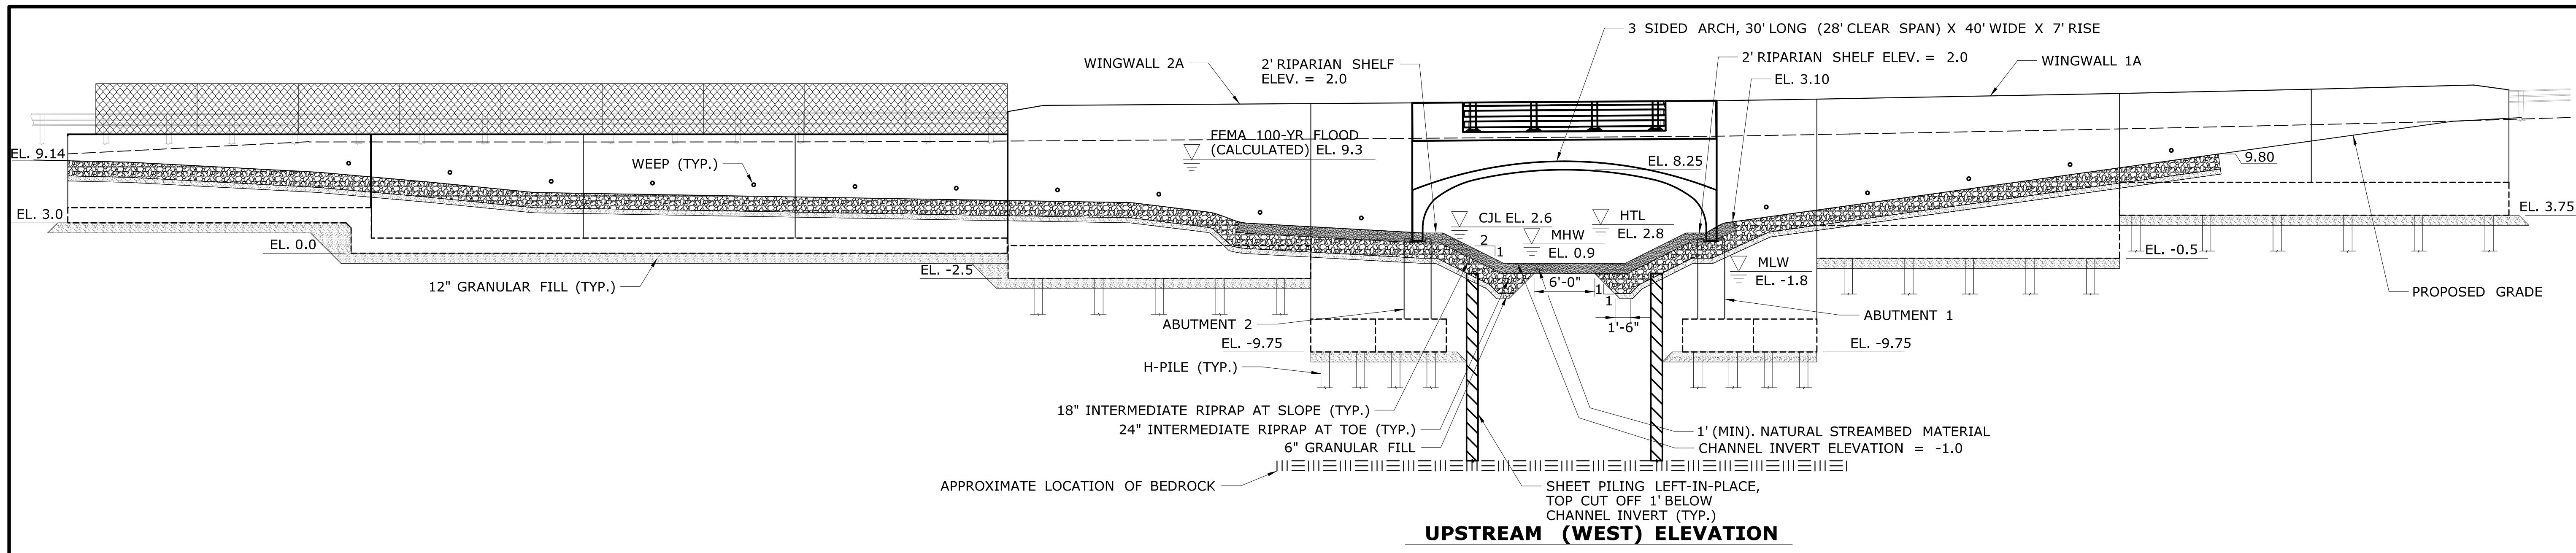 3 SIDED ARCH, 30' LONG (28' CLEAR SPAN) X 40' WIDE X 7' RISE
WINGWALL 2A
2' RIPARIAN SHELF
ELEV. = 2.0
2' RIPARIAN SHELF ELEV. = 2.0
WINGWALL 1A
EL. 3.10
FEMA 100-YR FLOOD
(CALCULATED) EL. 9.3
EL. 9.14
WEEP (TYP.)
EL. 8.25
9.80
EL. 3.0
CJL EL. 2.6
HTL
EL. 2.8
EL. 3.75
EL. 0.0
2
1
MHW
EL. 0.9
EL. -0.5
EL. -2.5
MLW
EL. -1.8
12" GRANULAR FILL (TYP.)
6'-0"
1
1
PROPOSED GRADE
ABUTMENT 2
1'-6"
ABUTMENT 1
EL. -9.75
EL. -9.75
H-PILE (TYP.)
18" INTERMEDIATE RIPRAP AT SLOPE (TYP.)
24" INTERMEDIATE RIPRAP AT TOE (TYP.)
6" GRANULAR FILL
1' (MIN). NATURAL STREAMBED MATERIAL
CHANNEL INVERT ELEVATION = -1.0
APPROXIMATE LOCATION OF BEDROCK
SHEET PILING LEFT-IN-PLACE,
TOP CUT OFF 1' BELOW
CHANNEL INVERT (TYP.)
UPSTREAM (WEST) ELEVATION